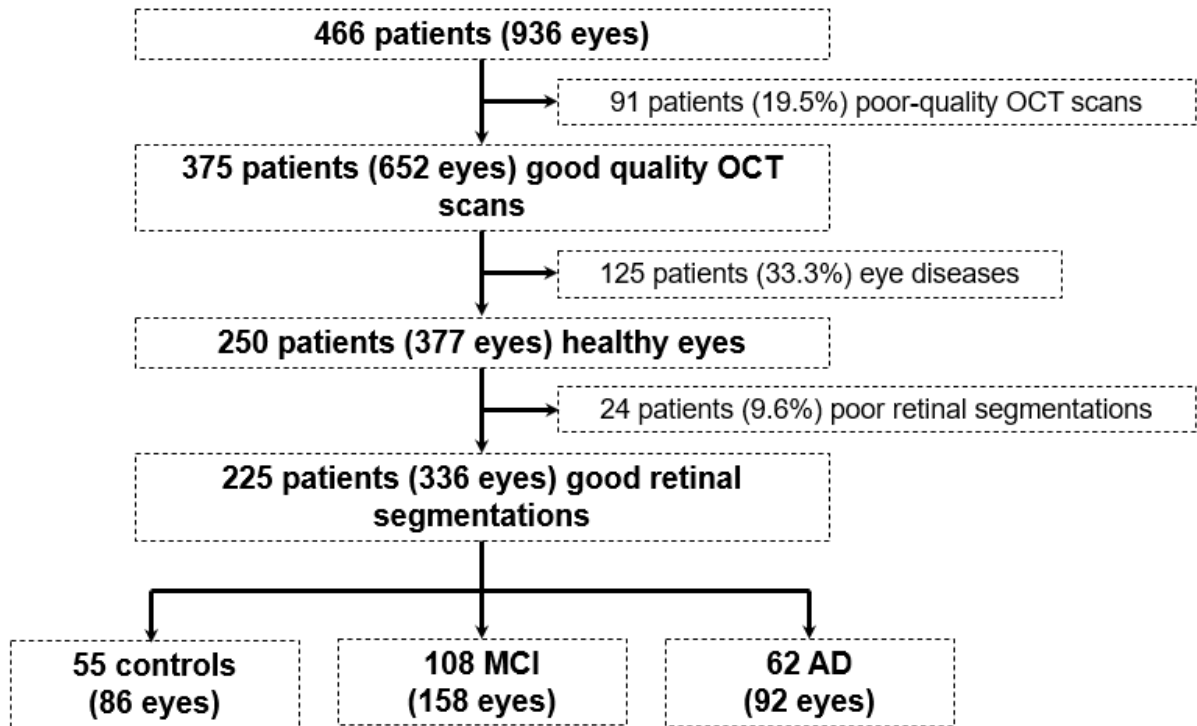 466 patients (936 eyes)
91 patients (19.5%) poor-quality OCT scans
375 patients (652 eyes) good quality OCT
scans
125 patients (33.3%) eye diseases
250 patients (377 eyes) healthy eyes
24 patients (9.6%) poor retinal segmentations
225 patients (336 eyes) good retinal
segmentations
55 controls
(86 eyes)
108 MCI
(158 eyes)
62 AD
(92 eyes)